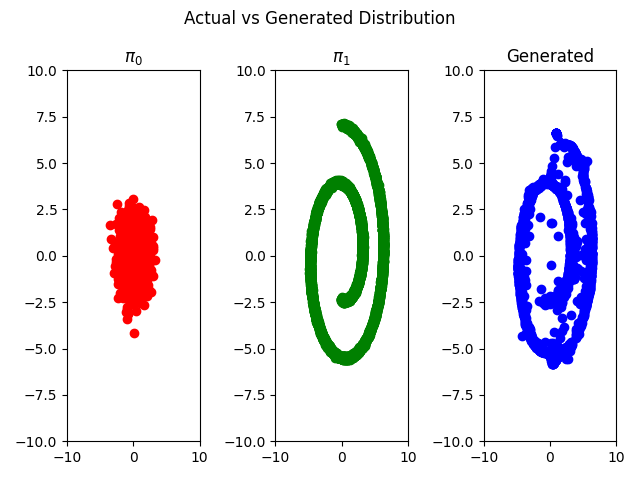 Actual vs Generated Distribution
π₀ π₁ Generated
10.0 10.0 10.0
7.5 7.5 7.5
5.0 5.0 5.0
2.5 2.5 2.5
0.0 0.0 0.0
−2.5 −2.5 −2.5
−5.0 −5.0 −5.0
−7.5 −7.5 −7.5
−10.0 −10.0 −10.0
−10 0 10 −10 0 10 −10 0 10